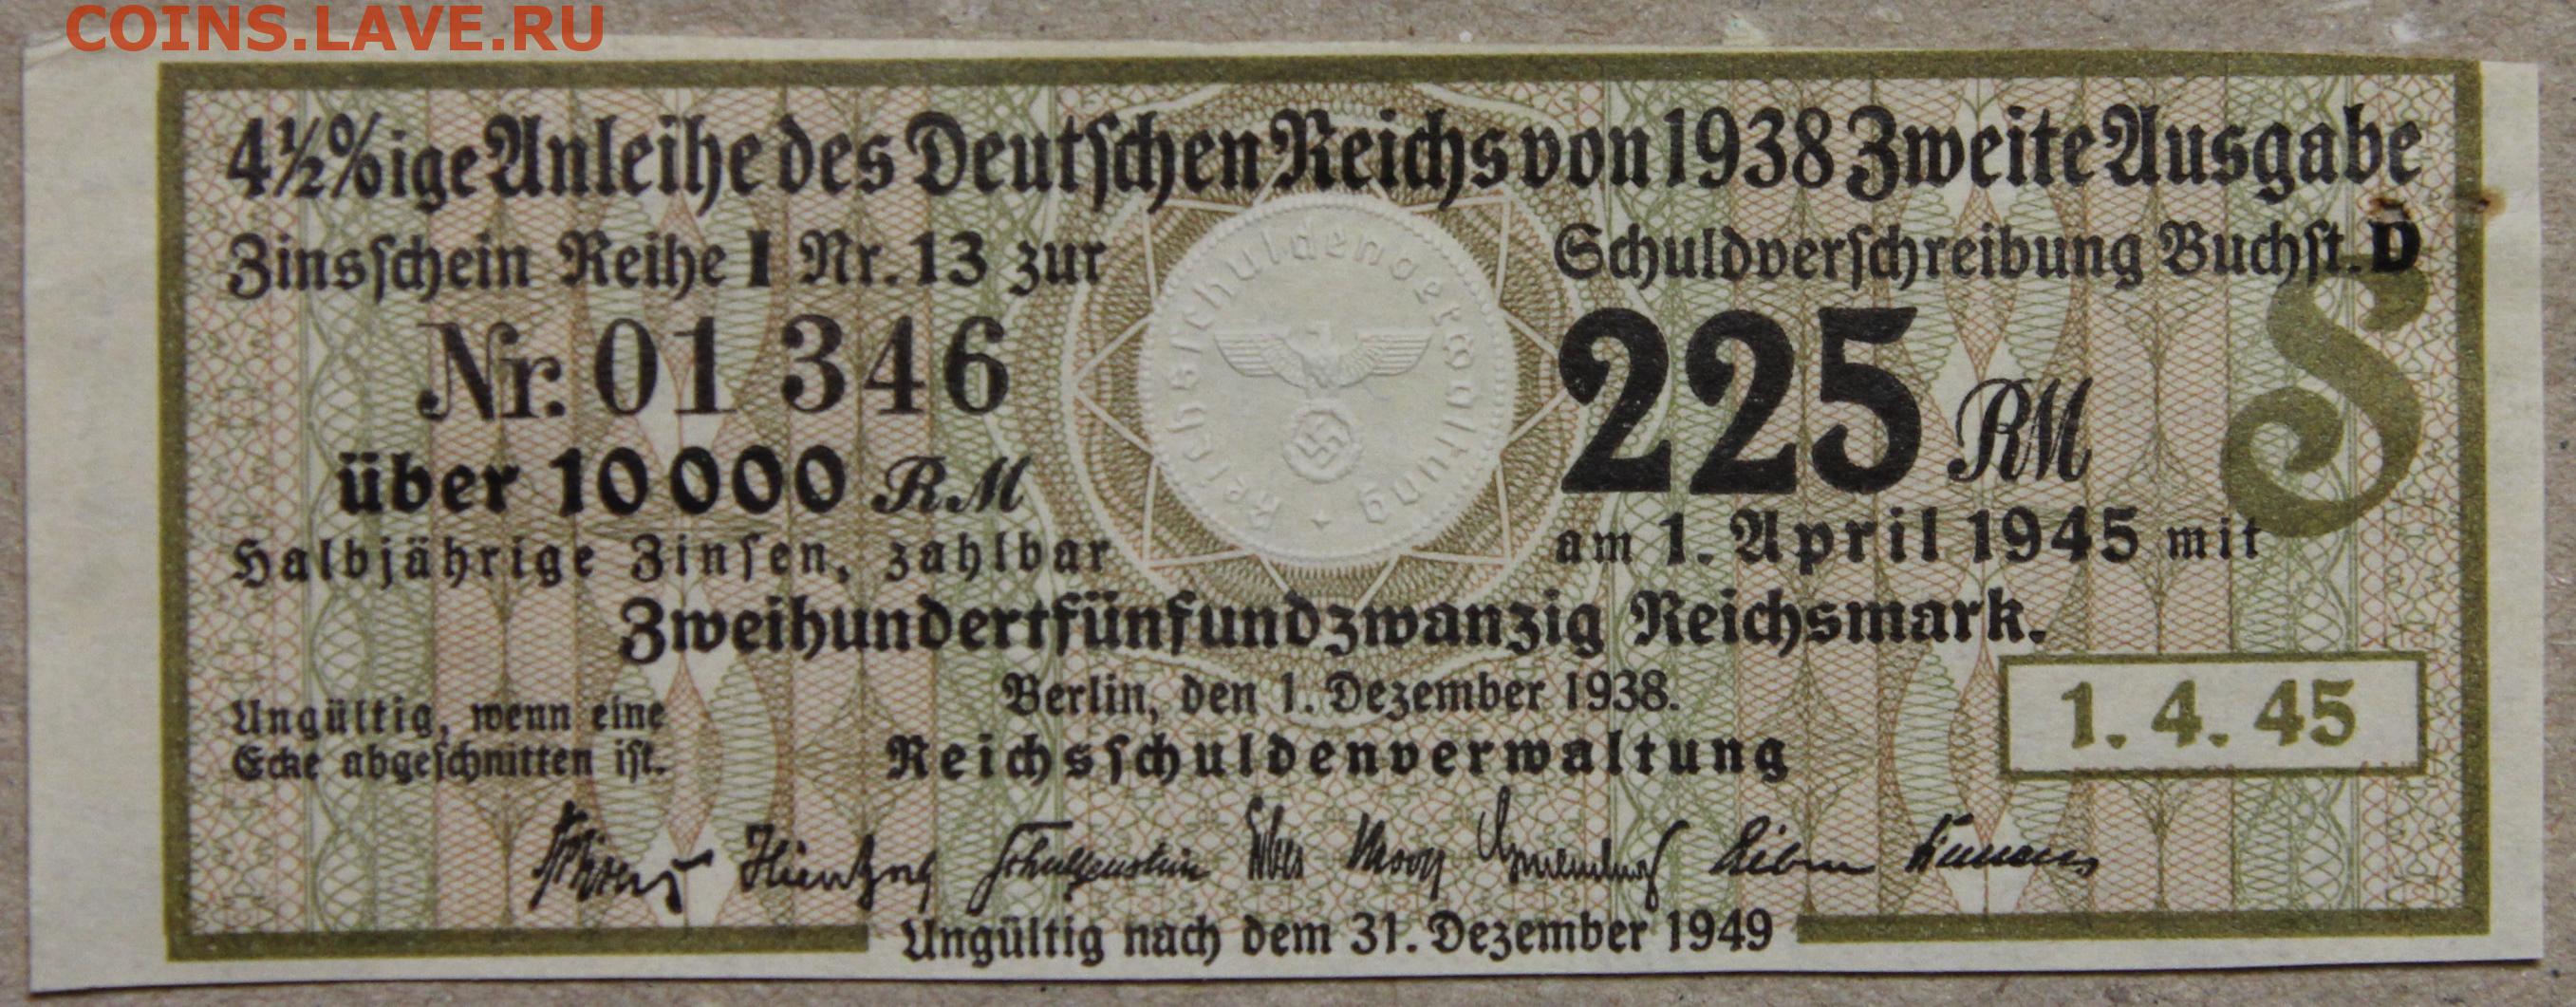 COINS.LAVE.RU
4½%ige Anleihe des Deutschen Reichs von 1938 Zweite Ausgabe
Zinsschein Reihe I Nr. 13 zur
Schuldverschreibung Buchst. D
Nr. 01 346
über 10 000 RM
Reichsschuldenverwaltung
225 RM
S
Halbjährige Zinsen, zahlbar
am 1. April 1945 mit
Zweihundertfünfundzwanzig Reichsmark.
Berlin, den 1. Dezember 1938.
Ungültig, wenn eine
Ecke abgeschnitten ist.
Reichsschuldenverwaltung
1. 4. 45
Ungültig nach dem 31. Dezember 1949